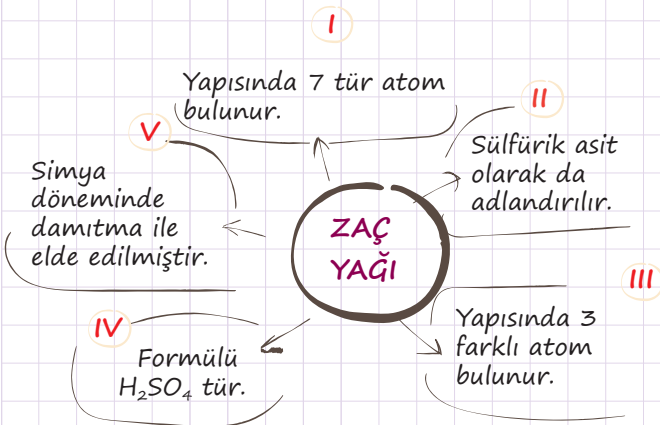 I
Yapısında 7 tür atom
bulunur.
II
Sülfürik asit
olarak da
adlandırılır.
V
Simya
döneminde
damıtma ile
elde edilmiştir.
ZAÇ
YAĞI
III
Yapısında 3
farklı atom
bulunur.
IV
Formülü
H₂SO₄ tür.